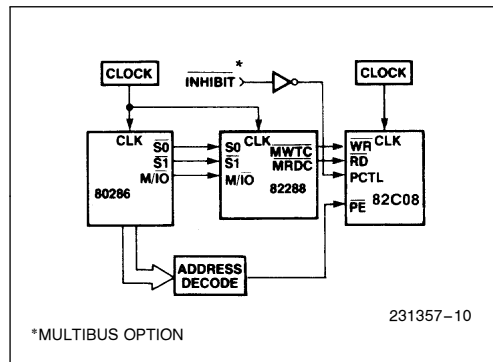 *
CLOCK
INHIBIT
CLOCK
CLK
S0
S1
M/IO
80286
CLK
S0
S1
M/IO
MWTC
MRDC
82288
CLK
WR
RD
PCTL
PE
82C08
ADDRESS
DECODE
231357–10
*MULTIBUS OPTION